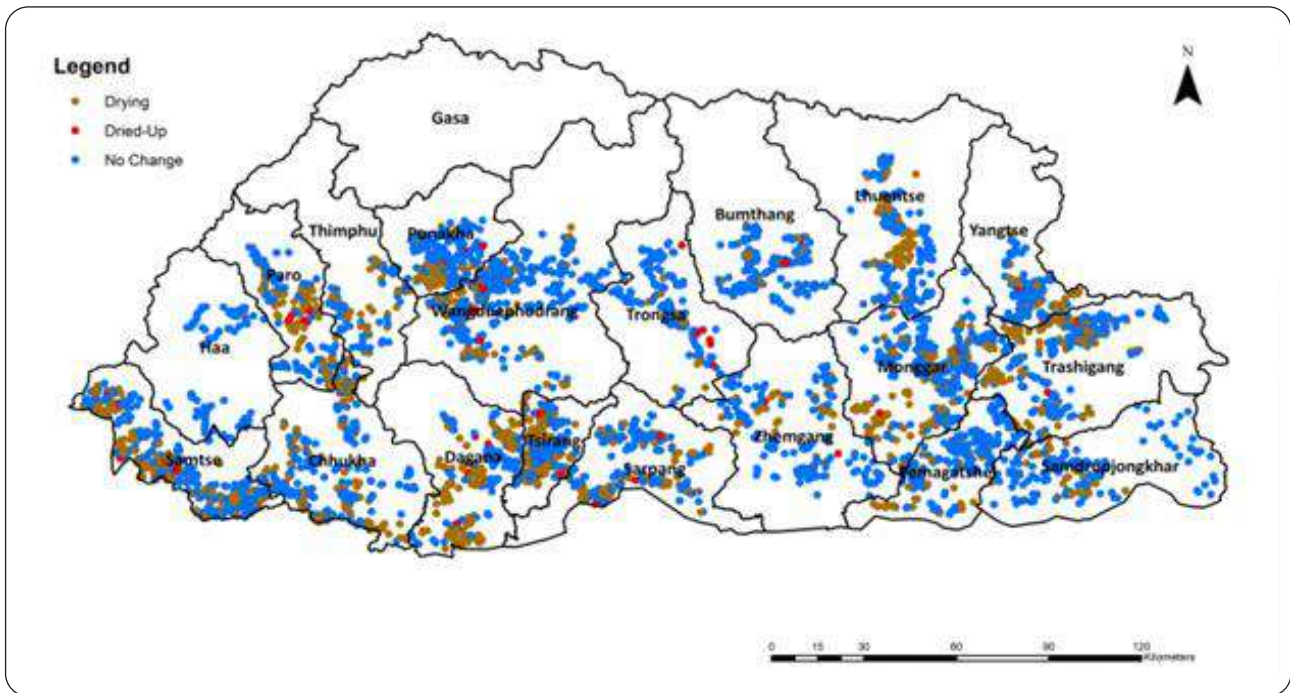 N
Legend
Drying
Dried-Up
No Change
Gasa
Thimphu
Punakha
Bumthang
Lhuentse
Yangtse
Paro
Wangduephodrang
Trongsa
Haa
Monggar
Trashigang
Samtse
Chhukha
Dagana
Tsirang
Sarpang
Zhemgang
Pemagatshel
Samdrupjongkhar
0 15 30 60 90 120
Kilometers